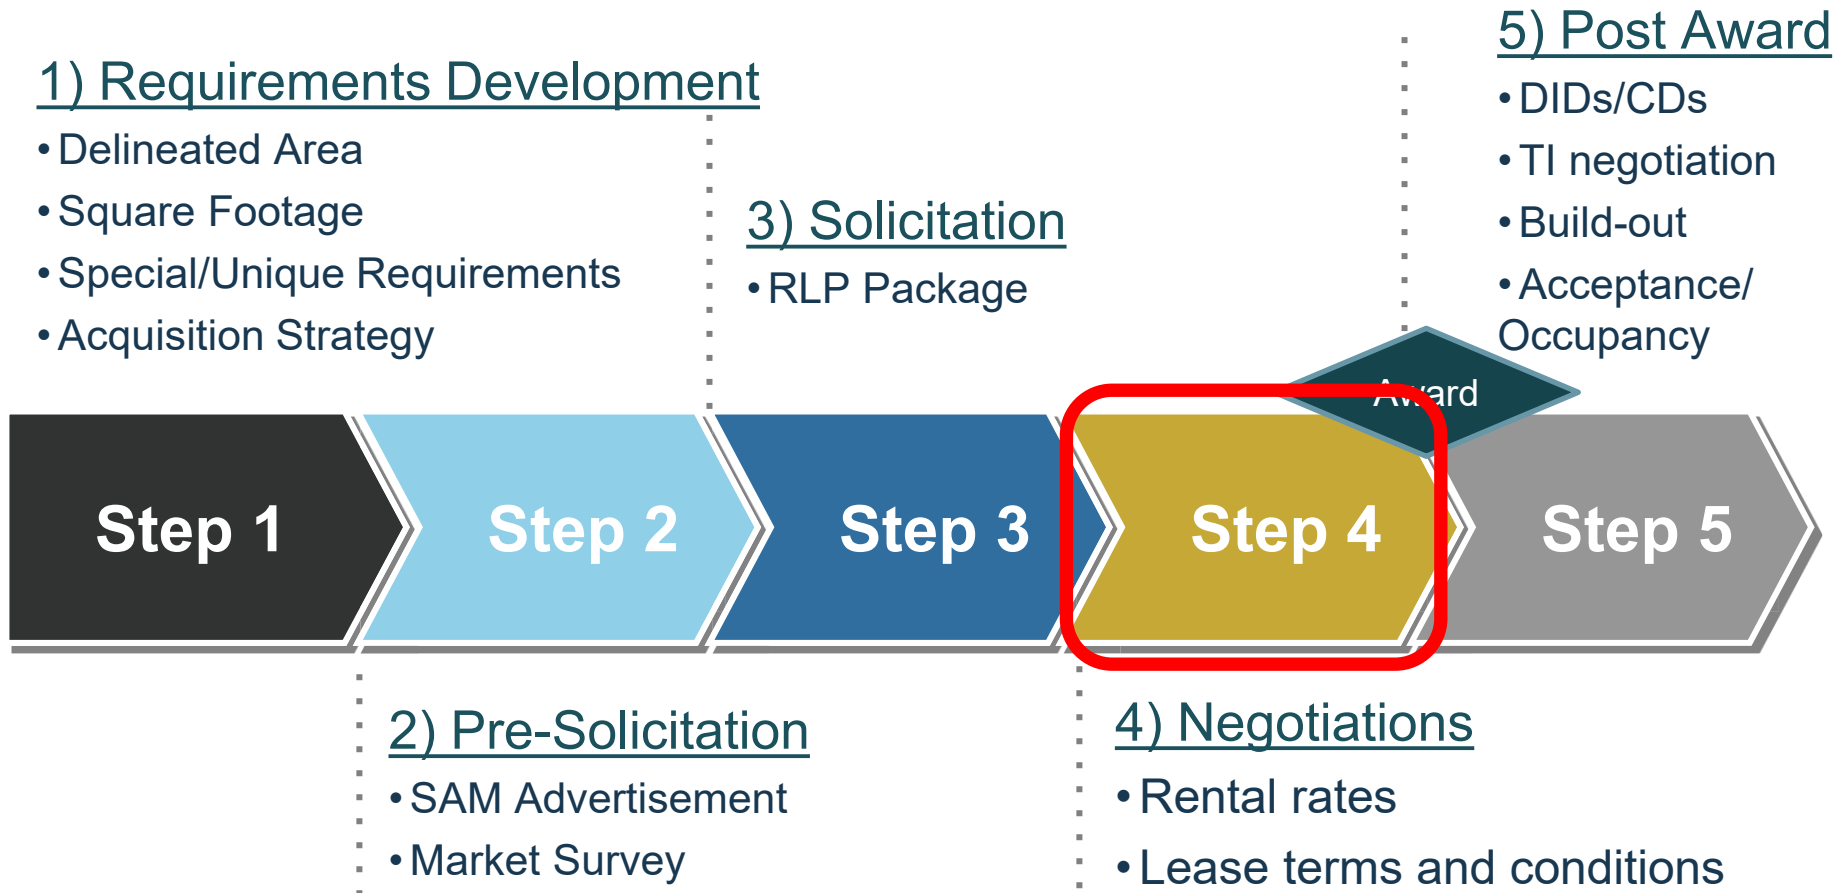 1) Requirements Development
• Delineated Area
• Square Footage
• Special/Unique Requirements
• Acquisition Strategy
3) Solicitation
• RLP Package
5) Post Award
• DIDs/CDs
• TI negotiation
• Build-out
• Acceptance/
Occupancy
Award
Step 1
Step 2
Step 3
Step 4
Step 5
2) Pre-Solicitation
• SAM Advertisement
• Market Survey
4) Negotiations
• Rental rates
• Lease terms and conditions